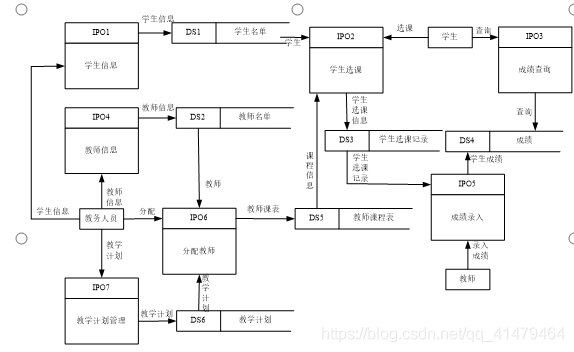 学生信息
IPO1
学生信息
DS1
学生名单
学生
IPO2
学生选课
选课
学生
查询
IPO3
成绩查询
IPO4
教师信息
教师信息
DS2
教师名单
学生
选课
信息
查询
DS3
学生选课记录
DS4
成绩
课程信息
学生
选课
记录
学生成绩
教师
信息
教师
IPO5
成绩录入
学生信息
教务人员
分配
IPO6
分配教师
教师课表
DS5
教师课程表
教学
计划
录入
成绩
教师
IPO7
教学计划管理
教学计划
教学计划
DS6
教学计划
https://blog.csdn.net/qq_41479464